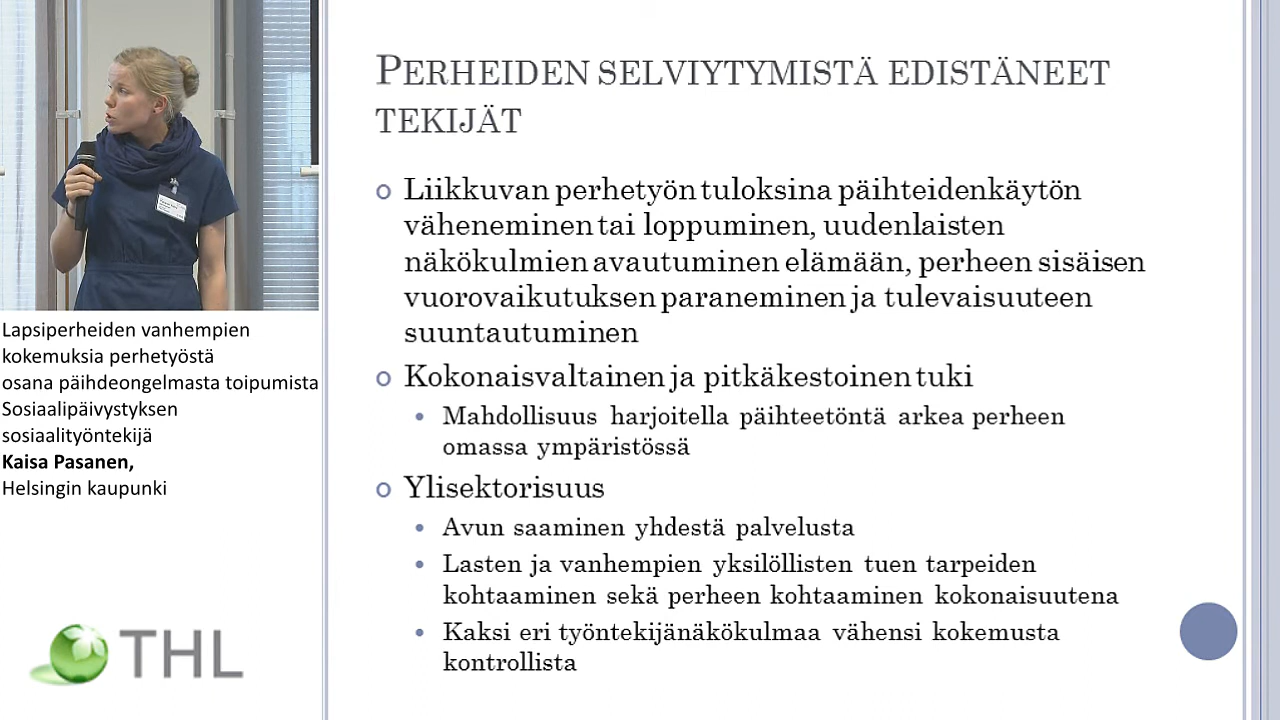 Lapsiperheiden vanhempien
kokemuksia perhetyöstä
osana päihdeongelmasta toipumista
Sosiaalipäivystyksen
sosiaalityöntekijä
Kaisa Pasanen,
Helsingin kaupunki
THL
PERHEIDEN SELVIYTYMISTÄ EDISTÄNEET
TEKIJÄT
Liikkuvan perhetyön tuloksina päihteidenkäytön
väheneminen tai loppuminen, uudenlaisten
näkökulmien avautuminen elämään, perheen sisäisen
vuorovaikutuksen paraneminen ja tulevaisuuteen
suuntautuminen
Kokonaisvaltainen ja pitkäkestoinen tuki
Mahdollisuus harjoitella päihteetöntä arkea perheen
omassa ympäristössä
Ylisektorisuus
Avun saaminen yhdestä palvelusta
Lasten ja vanhempien yksilöllisten tuen tarpeiden
kohtaaminen sekä perheen kohtaaminen kokonaisuutena
Kaksi eri työntekijänäkökulmaa vähensi kokemusta
kontrollista